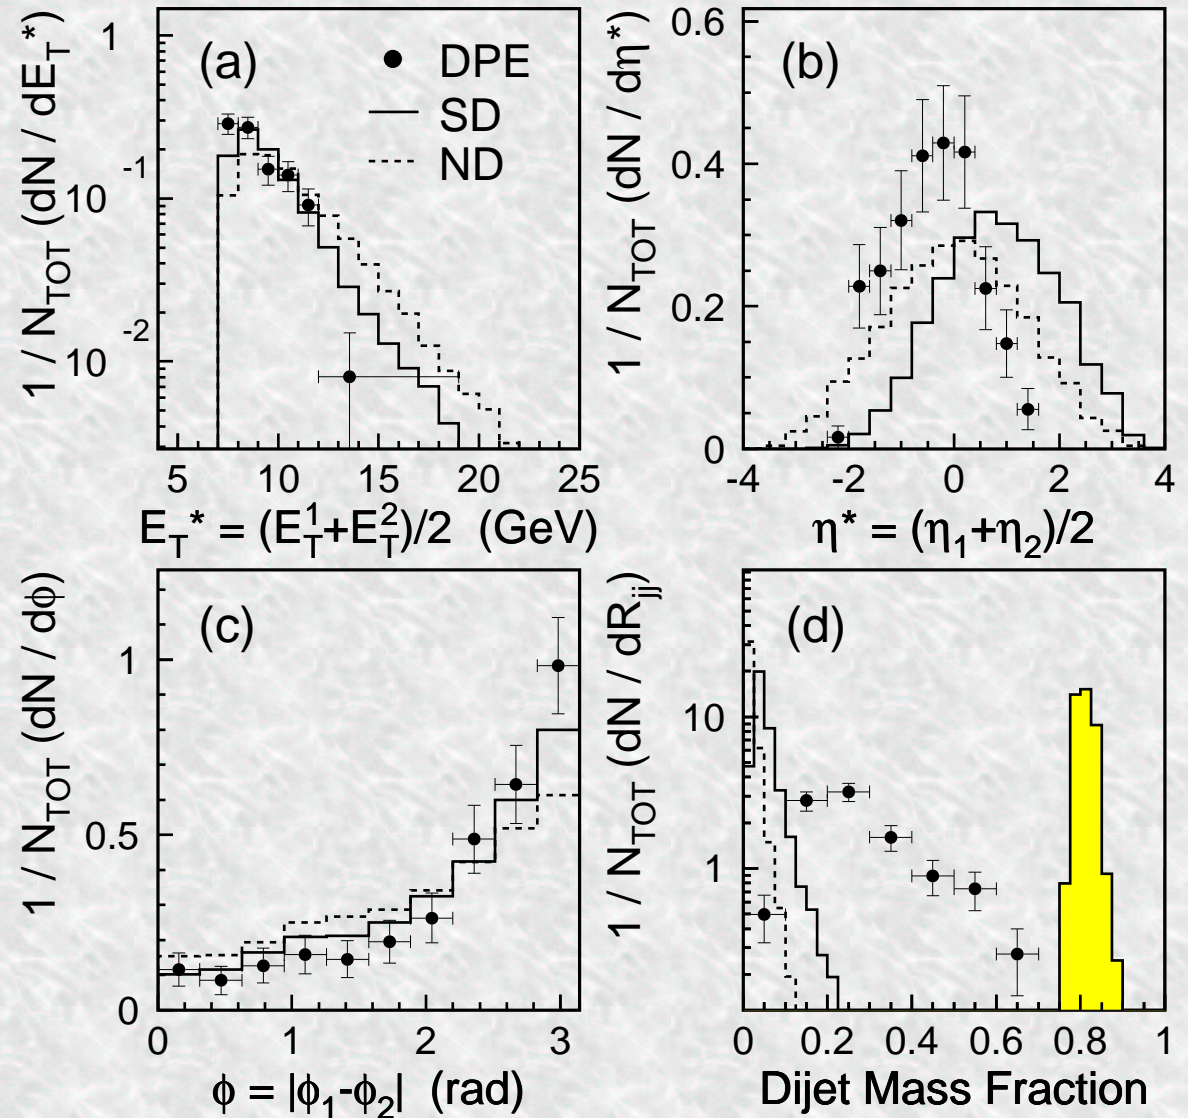 1 / N_TOT (dN / dE_T*)
1
10 -1
10 -2
(a)
DPE
SD
ND
5 10 15 20 25
E_T* = (E_T^1+E_T^2)/2 (GeV)
1 / N_TOT (dN / dη*)
0.6
0.4
0.2
0
(b)
-4 -2 0 2 4
η* = (η_1+η_2)/2
1 / N_TOT (dN / dϕ)
1
0.5
0
(c)
0 1 2 3
ϕ = |ϕ_1-ϕ_2| (rad)
1 / N_TOT (dN / dR_jj)
10
1
(d)
0 0.2 0.4 0.6 0.8 1
Dijet Mass Fraction